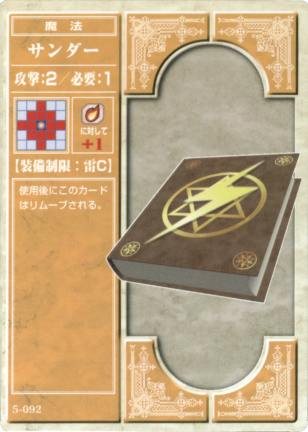 魔法
サンダー
攻撃:2／必要:1
に対して
+1
【装備制限：雷C】
使用後にこのカード
はリムーブされる。
5-092